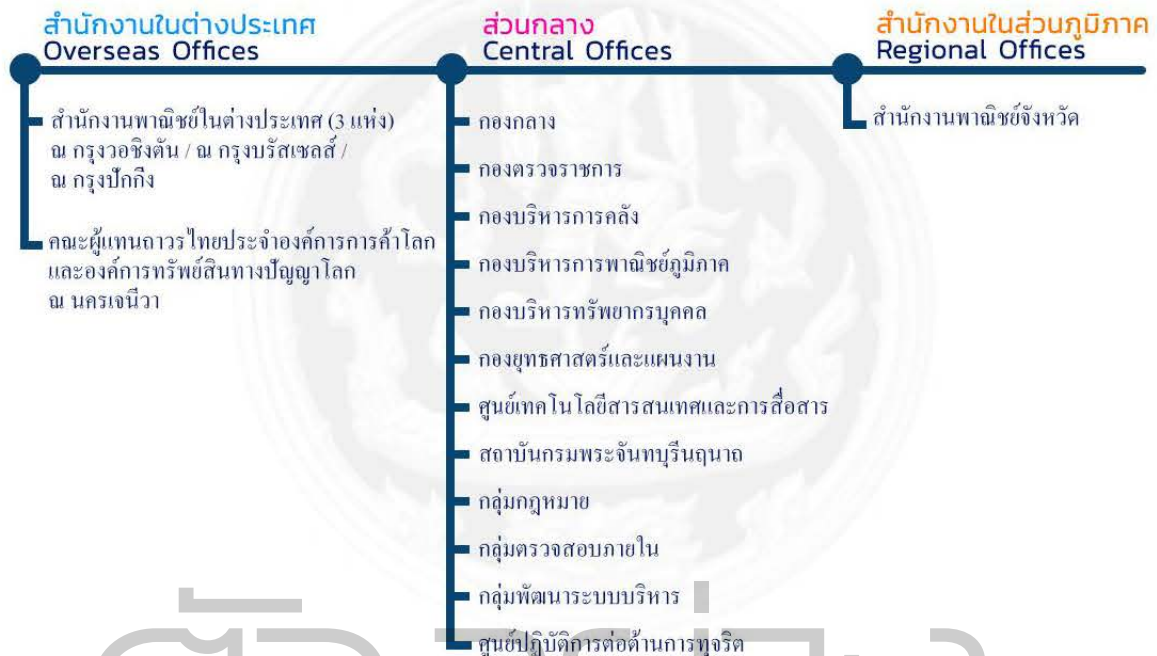 สำนักงานในต่างประเทศ
Overseas Offices
สำนักงานพาณิชย์ในต่างประเทศ (3 แห่ง)
ณ กรุงวอชิงตัน / ณ กรุงบรัสเซลส์ /
ณ กรุงปักกิ่ง
คณะผู้แทนถาวรไทยประจำองค์การการค้าโลก
และองค์การทรัพย์สินทางปัญญาโลก
ณ นครเจนีวา
ส่วนกลาง
Central Offices
กองกลาง
กองตรวจราชการ
กองบริหารการคลัง
กองบริหารการพาณิชย์ภูมิภาค
กองบริหารทรัพยากรบุคคล
กองยุทธศาสตร์และแผนงาน
ศูนย์เทคโนโลยีสารสนเทศและการสื่อสาร
สถาบันกรมพระจันทบุรีนฤนาถ
กลุ่มกฎหมาย
กลุ่มตรวจสอบภายใน
กลุ่มพัฒนาระบบบริหาร
ศูนย์ปฏิบัติการต่อต้านการทุจริต
สำนักงานในส่วนภูมิภาค
Regional Offices
สำนักงานพาณิชย์จังหวัด